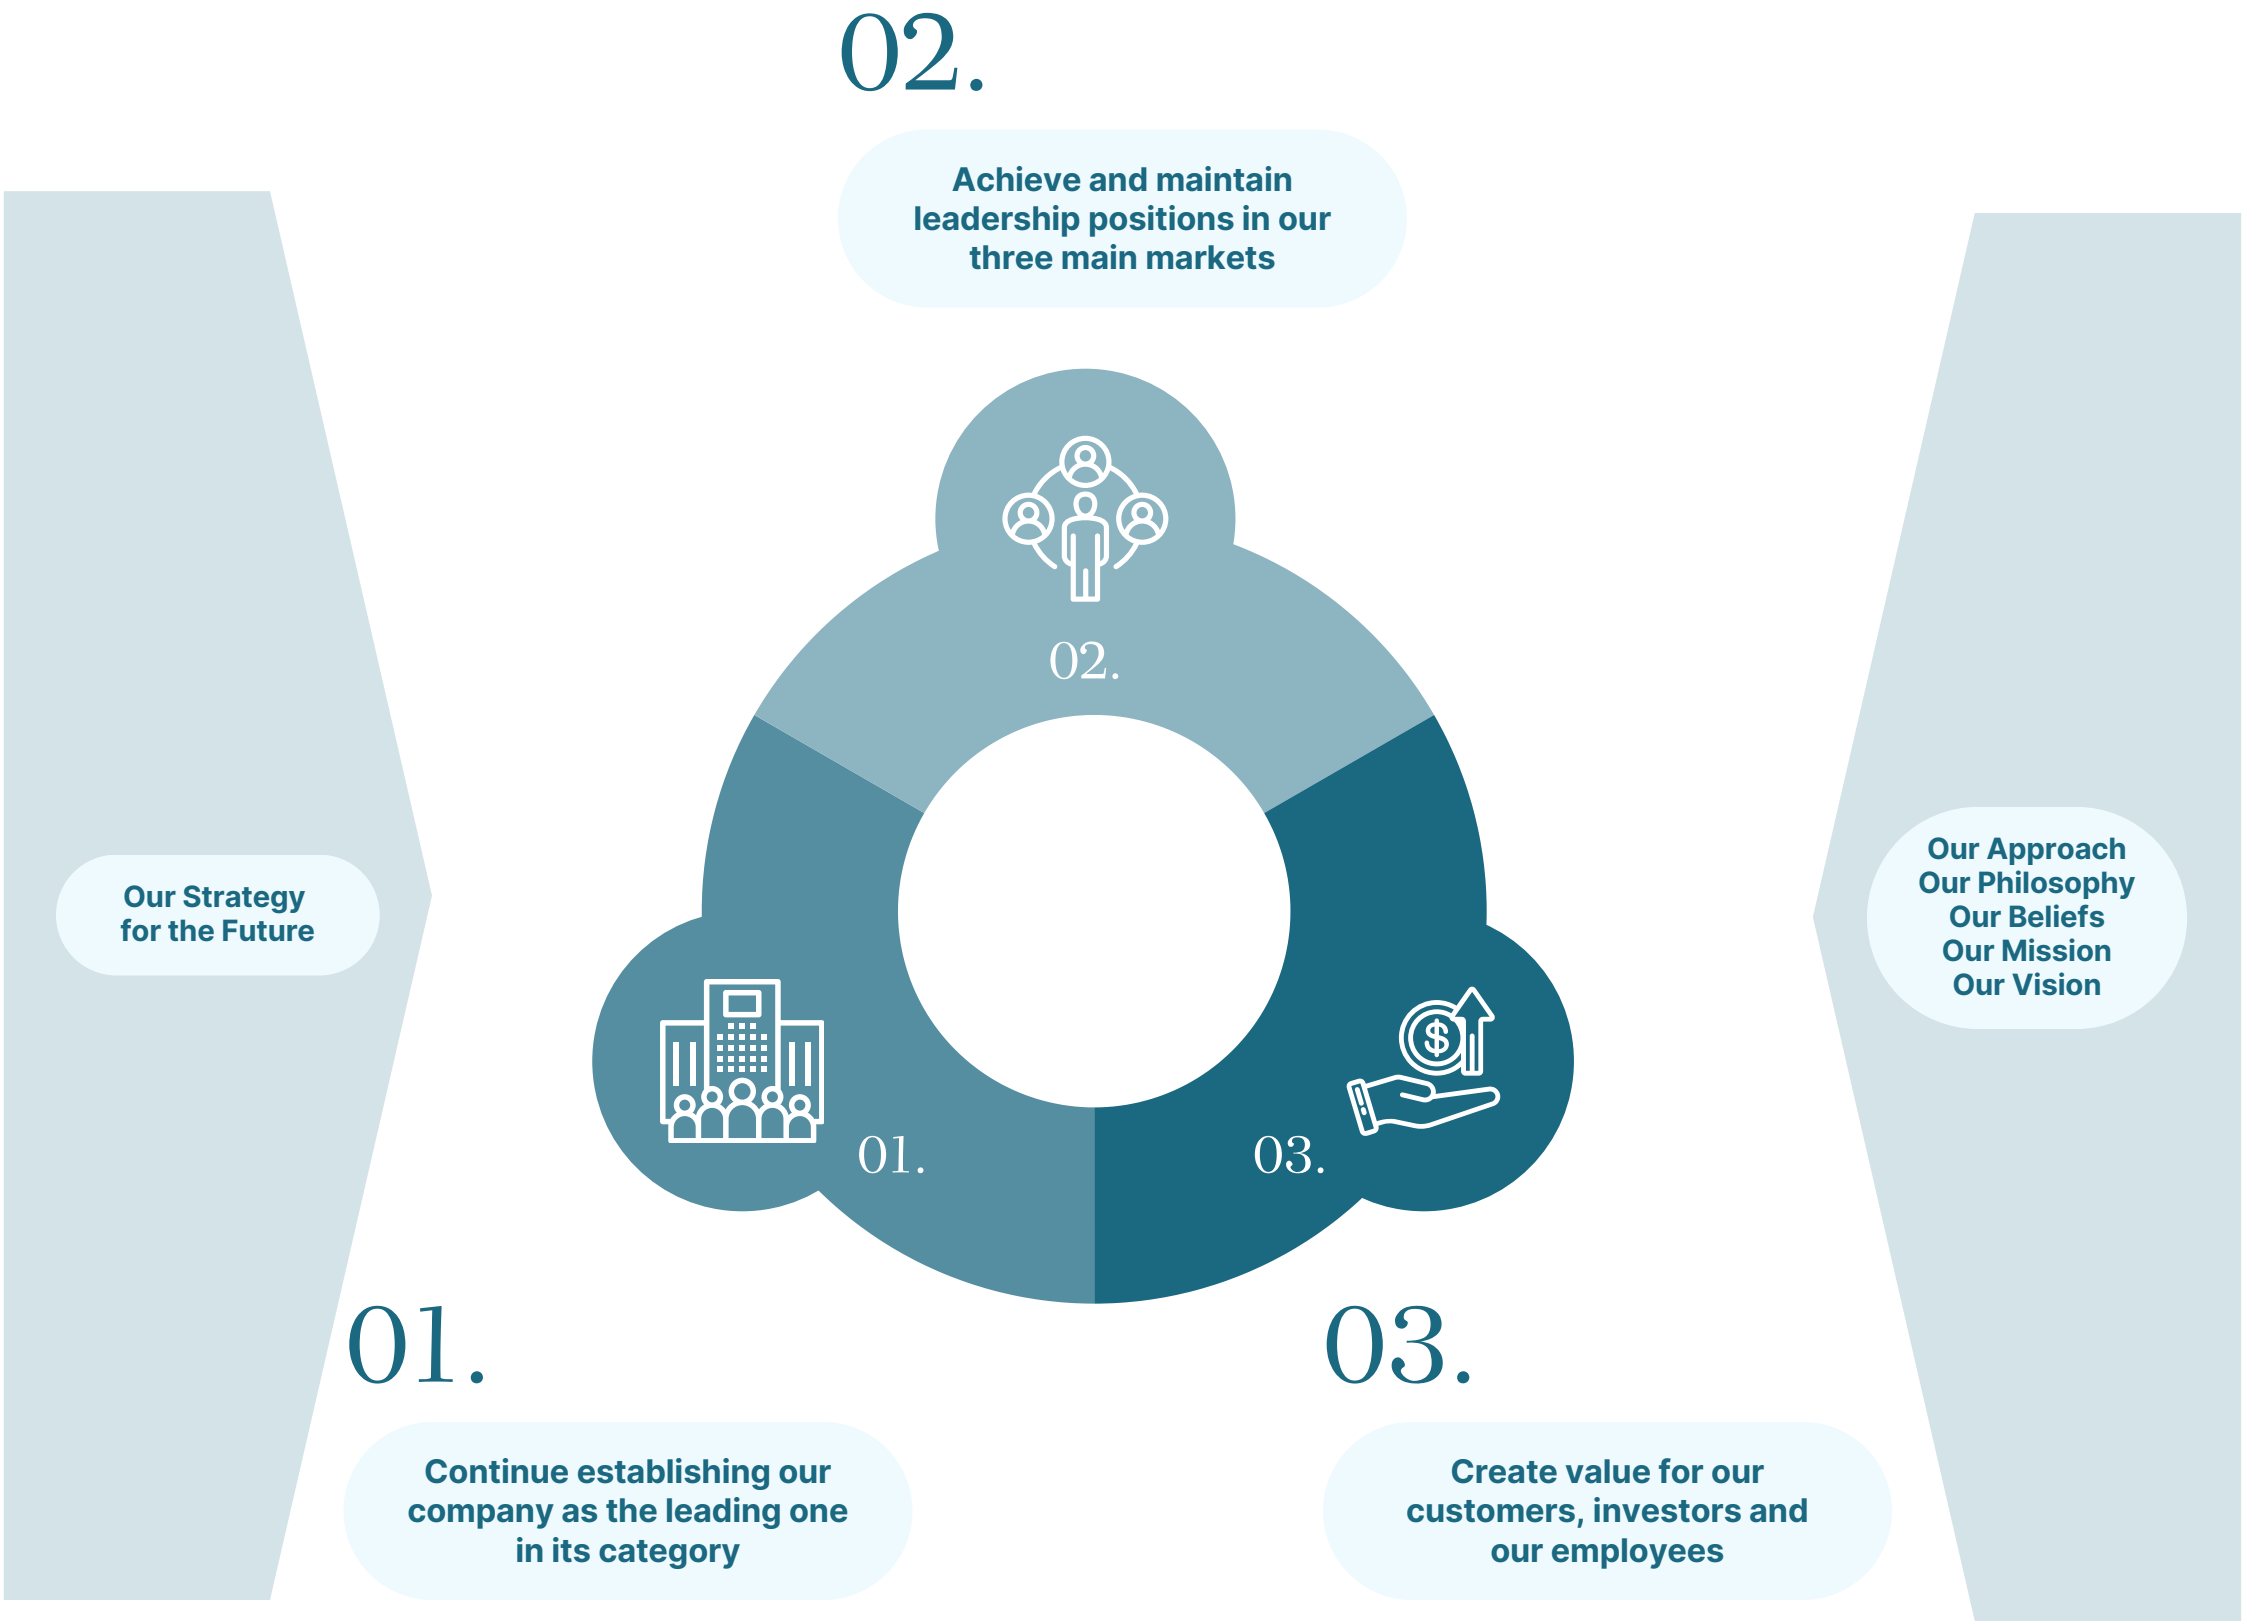 02.
Achieve and maintain
leadership positions in our
three main markets
02.
Our Strategy
for the Future
Our Approach
Our Philosophy
Our Beliefs
Our Mission
Our Vision
$
01.
03.
01.
Continue establishing our
company as the leading one
in its category
03.
Create value for our
customers, investors and
our employees